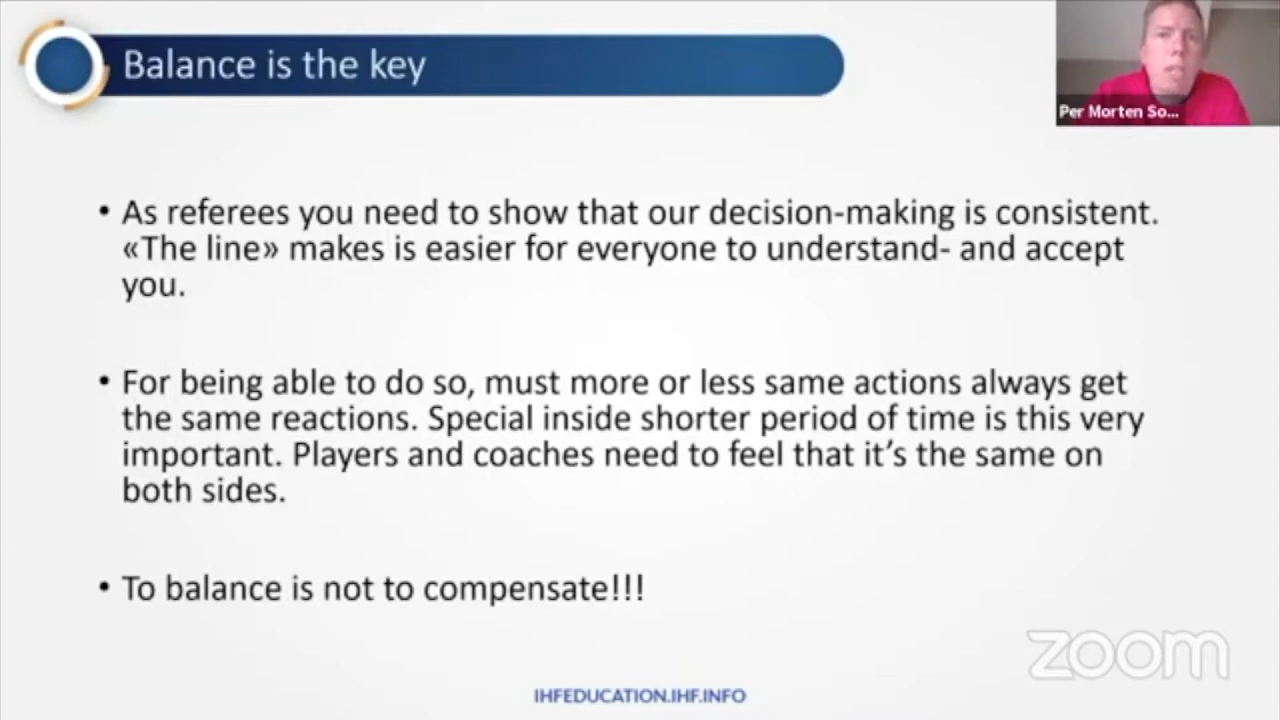 Balance is the key
Per Morten So...
• As referees you need to show that our decision-making is consistent.
«The line» makes is easier for everyone to understand- and accept
you.
• For being able to do so, must more or less same actions always get
the same reactions. Special inside shorter period of time is this very
important. Players and coaches need to feel that it's the same on
both sides.
• To balance is not to compensate!!!
zoom
IHFEDUCATION.IHF.INFO